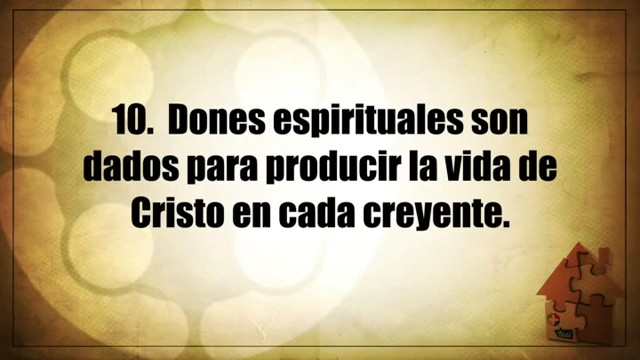 10. Dones espirituales son
dados para producir la vida de
Cristo en cada creyente.